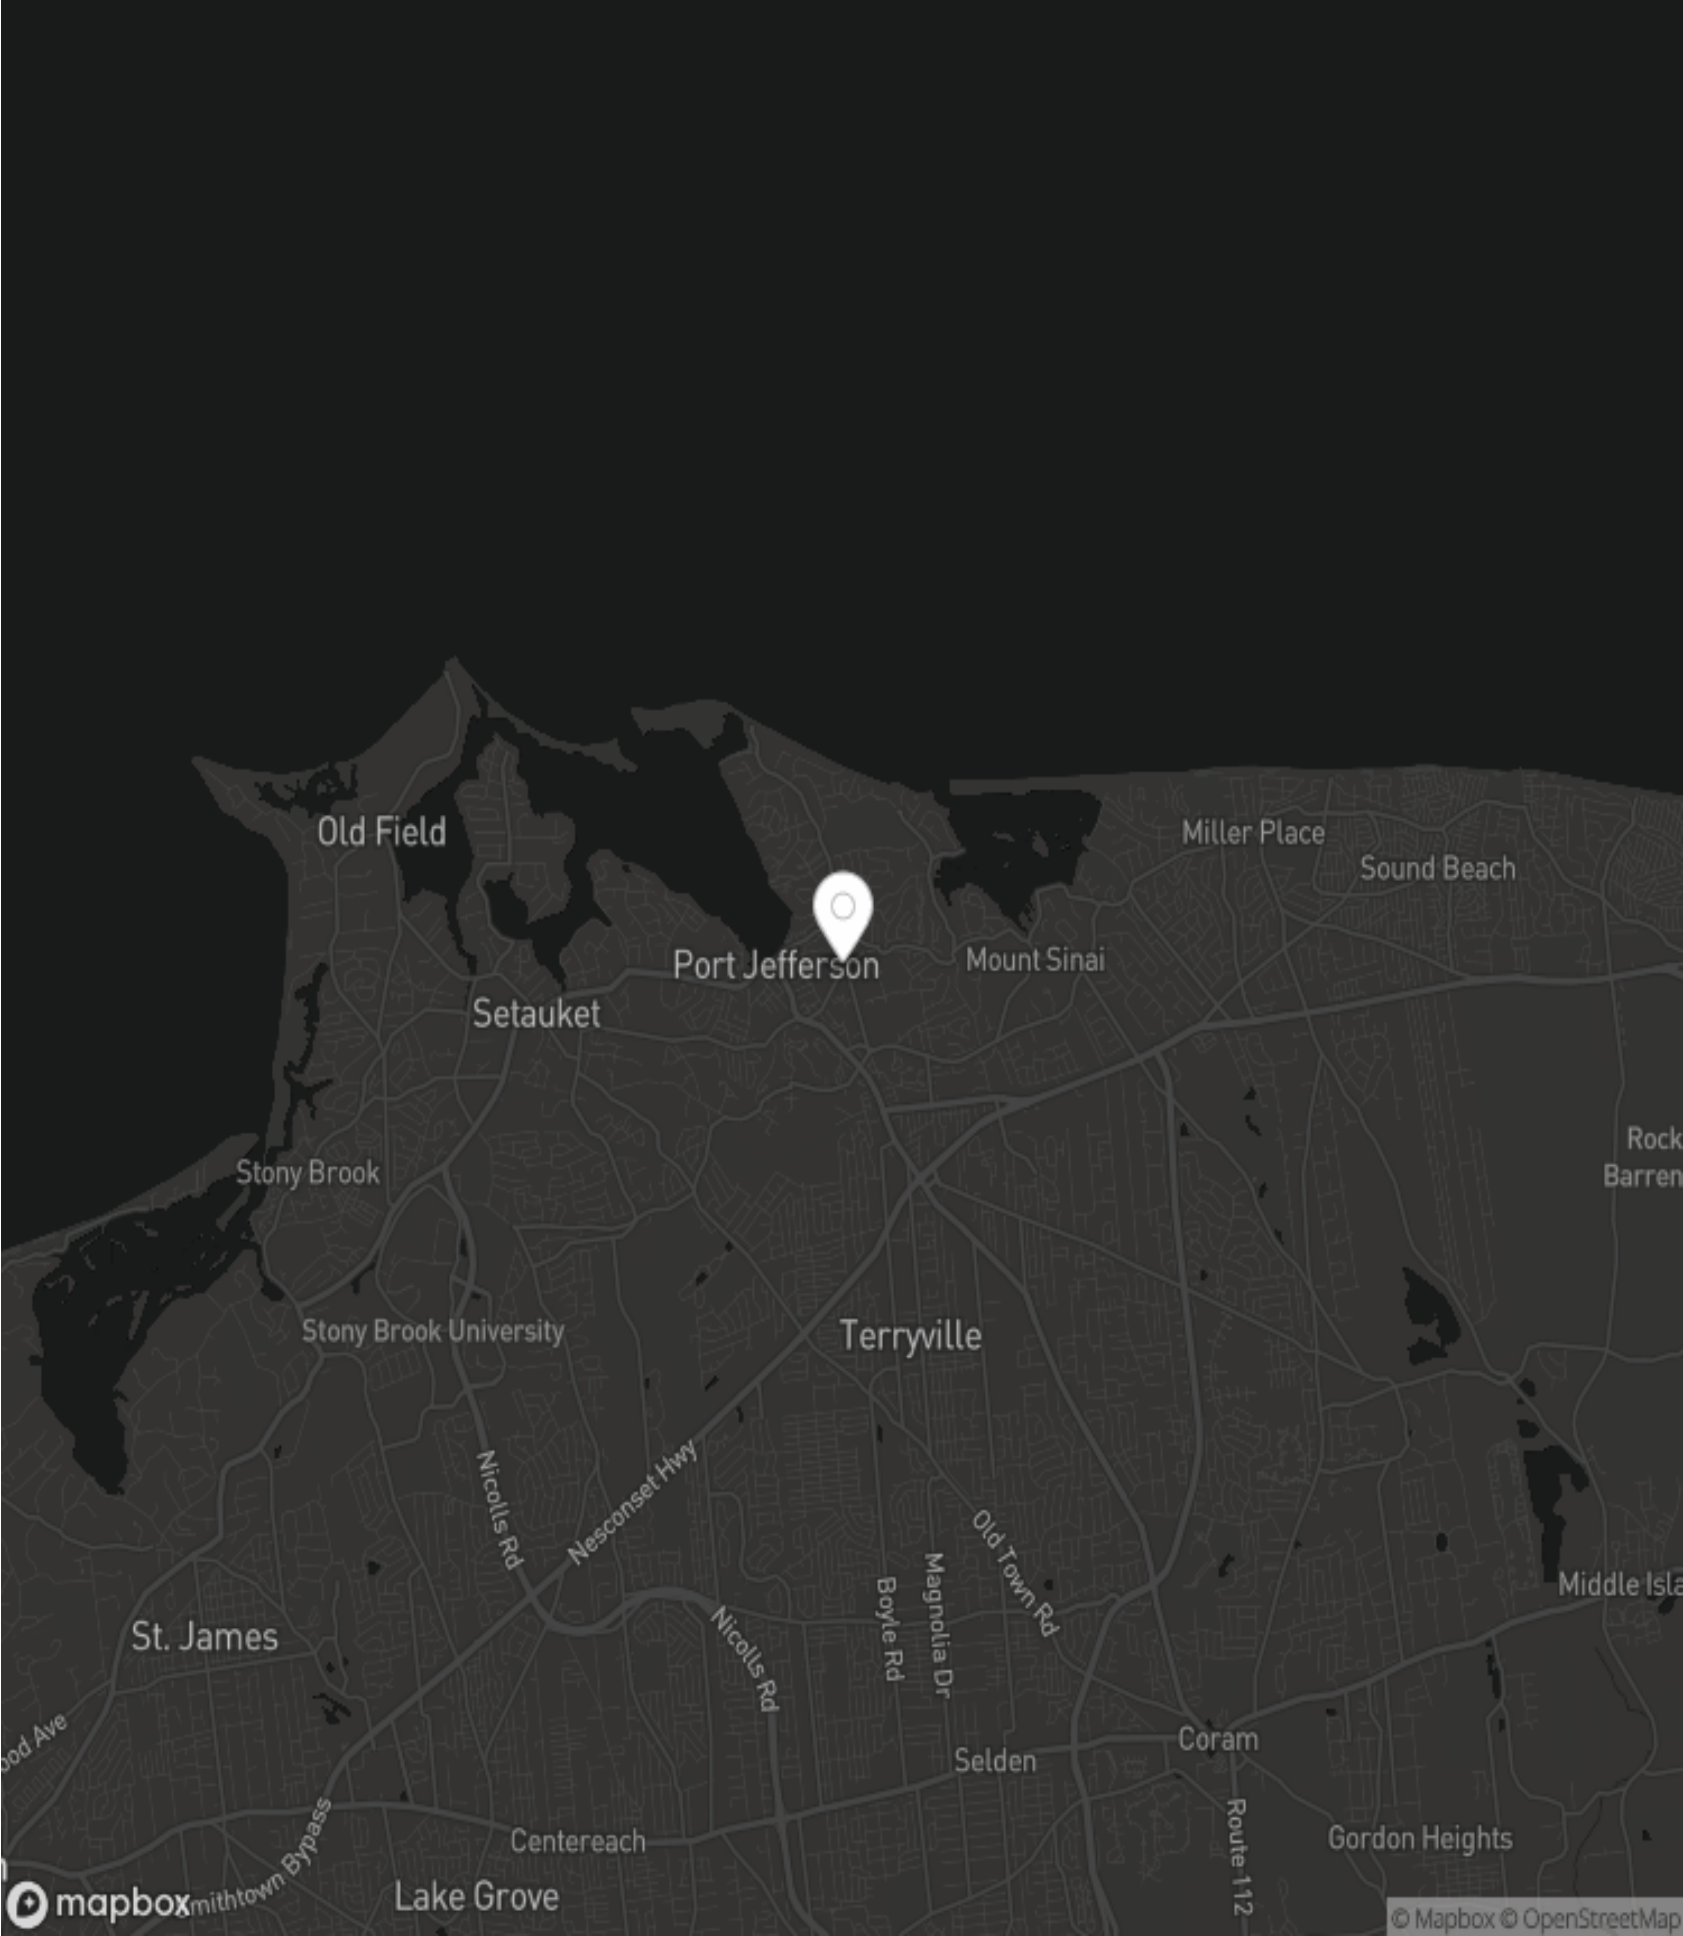 Old Field
Miller Place
Sound Beach
Port Jefferson
Mount Sinai
Setauket
Rock
Barren
Stony Brook
Stony Brook University
Terryville
Nicolls Rd
Nesconset Hwy
Old Town Rd
Magnolia Dr
Boyle Rd
Middle Isla
St. James
Nicolls Rd
ood Ave
Coram
Selden
Route 112
Centereach
Gordon Heights
mithtown Bypass
Lake Grove
mapbox
© Mapbox © OpenStreetMap